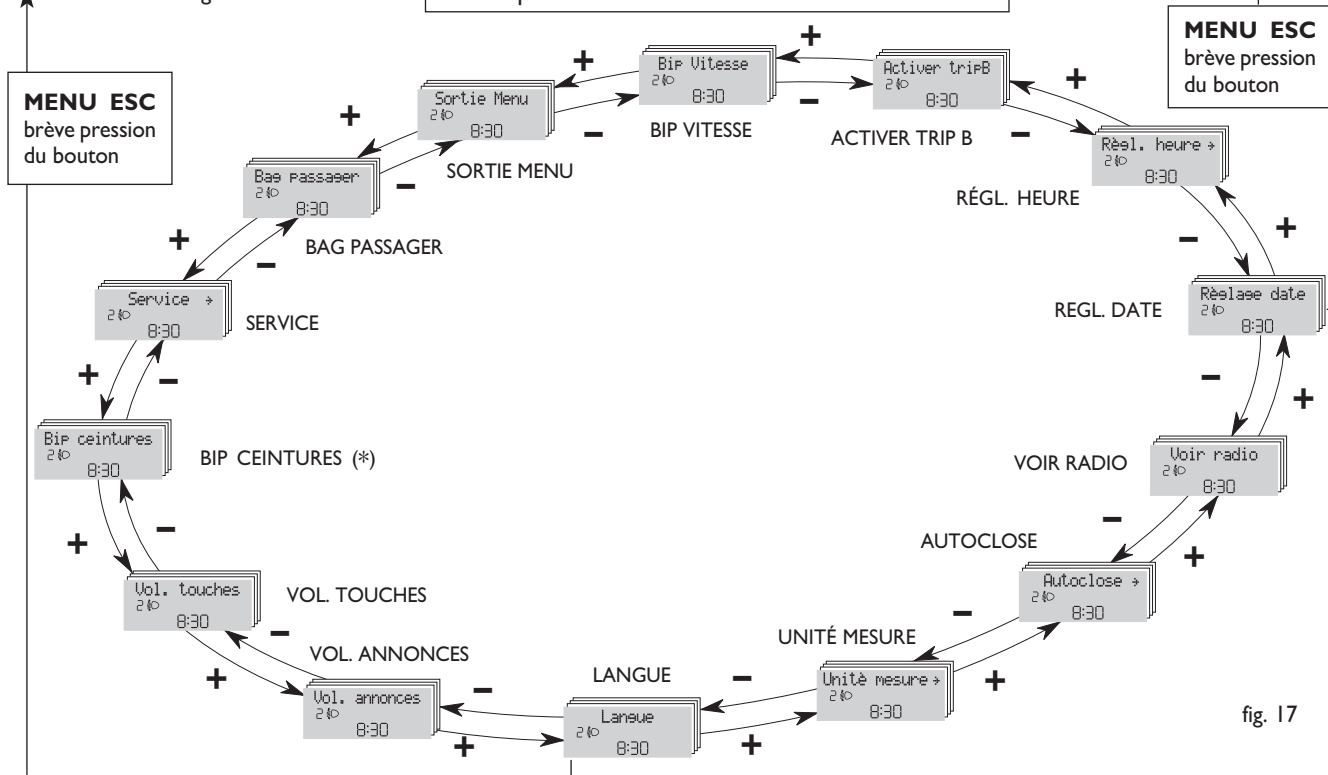 MENU ESC
brève pression
du bouton
MENU ESC
brève pression
du bouton
Bip Vitesse
8:30
BIP VITESSE
Activer tripB
8:30
ACTIVER TRIP B
Sortie Menu
8:30
SORTIE MENU
Règl. heure →
8:30
RÉGL. HEURE
Bag passager
8:30
BAG PASSAGER
Règlage date
8:30
REGL. DATE
Service →
8:30
SERVICE
Bip ceintures
8:30
BIP CEINTURES (*)
Voir radio
8:30
VOIR RADIO
Autoclose →
8:30
AUTOCLOSE
Vol. touches
8:30
VOL. TOUCHES
Unitè mesure →
8:30
UNITÉ MESURE
Vol. annonces
8:30
VOL. ANNONCES
Langue
8:30
LANGUE
fig. 17